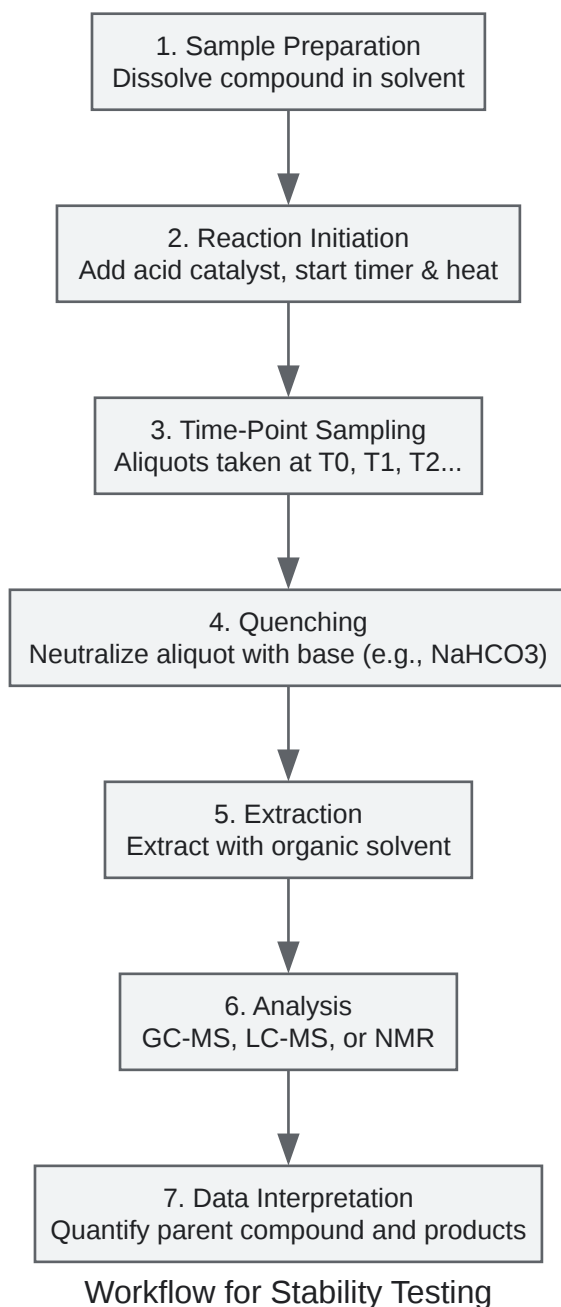 1. Sample Preparation
Dissolve compound in solvent
2. Reaction Initiation
Add acid catalyst, start timer & heat
3. Time-Point Sampling
Aliquots taken at T0, T1, T2...
4. Quenching
Neutralize aliquot with base (e.g., NaHCO3)
5. Extraction
Extract with organic solvent
6. Analysis
GC-MS, LC-MS, or NMR
7. Data Interpretation
Quantify parent compound and products
Workflow for Stability Testing